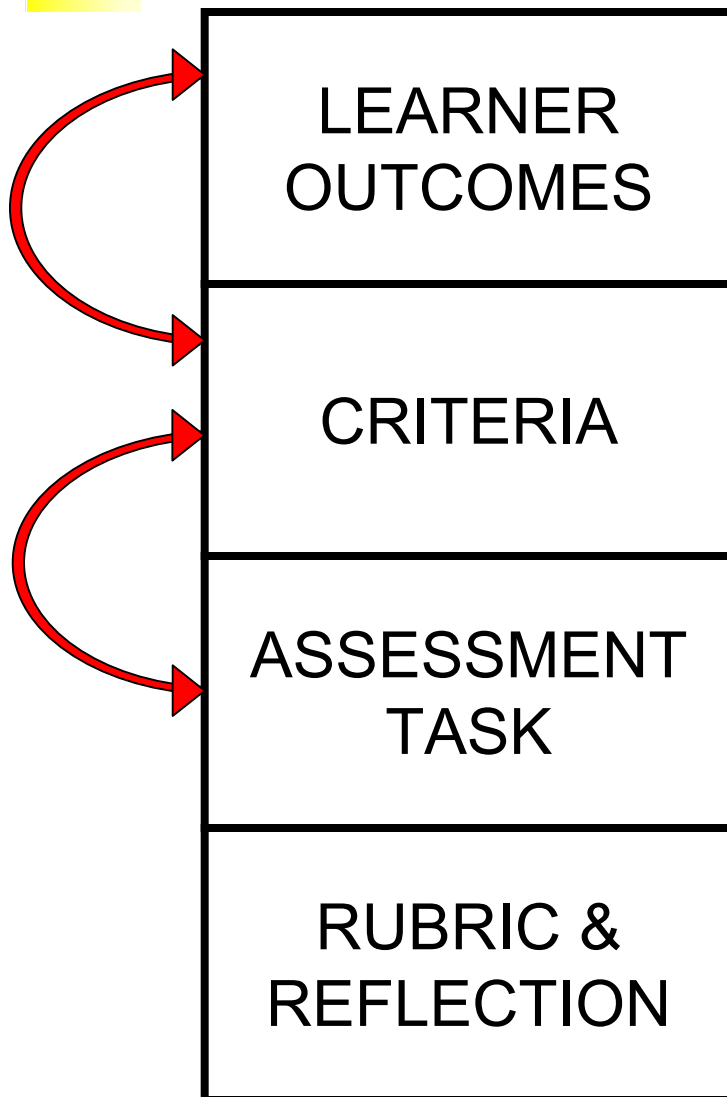 LEARNER
OUTCOMES
CRITERIA
ASSESSMENT
TASK
RUBRIC &
REFLECTION